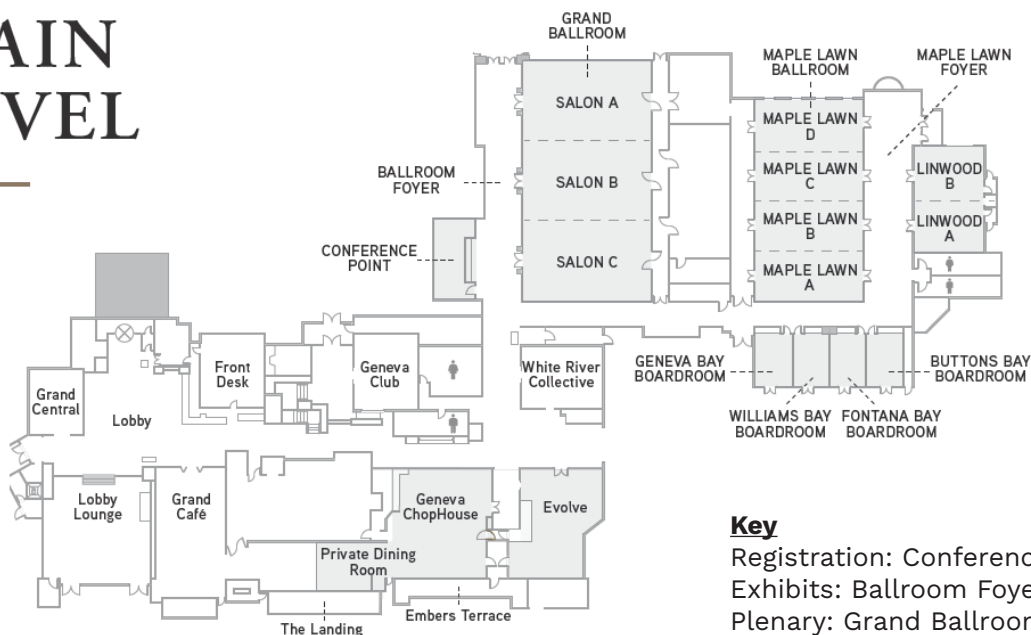 AIN
VEL
GRAND
BALLROOM
MAPLE LAWN
BALLROOM
MAPLE LAWN
FOYER
SALON A
MAPLE LAWN
D
BALLROOM
FOYER
SALON B
MAPLE LAWN
C
LINWOOD
B
MAPLE LAWN
B
LINWOOD
A
CONFERENCE
POINT
SALON C
MAPLE LAWN
A
Front
Desk
Geneva
Club
White River
Collective
GENEVA BAY
BOARDROOM
BUTTONS BAY
BOARDROOM
Grand
Central
Lobby
WILLIAMS BAY
BOARDROOM
FONTANA BAY
BOARDROOM
Lobby
Lounge
Grand
Café
Geneva
ChopHouse
Evolve
Private Dining
Room
Embers Terrace
The Landing
Key
Registration: Conferenc
Exhibits: Ballroom Foye
Plenary: Grand Ballroor